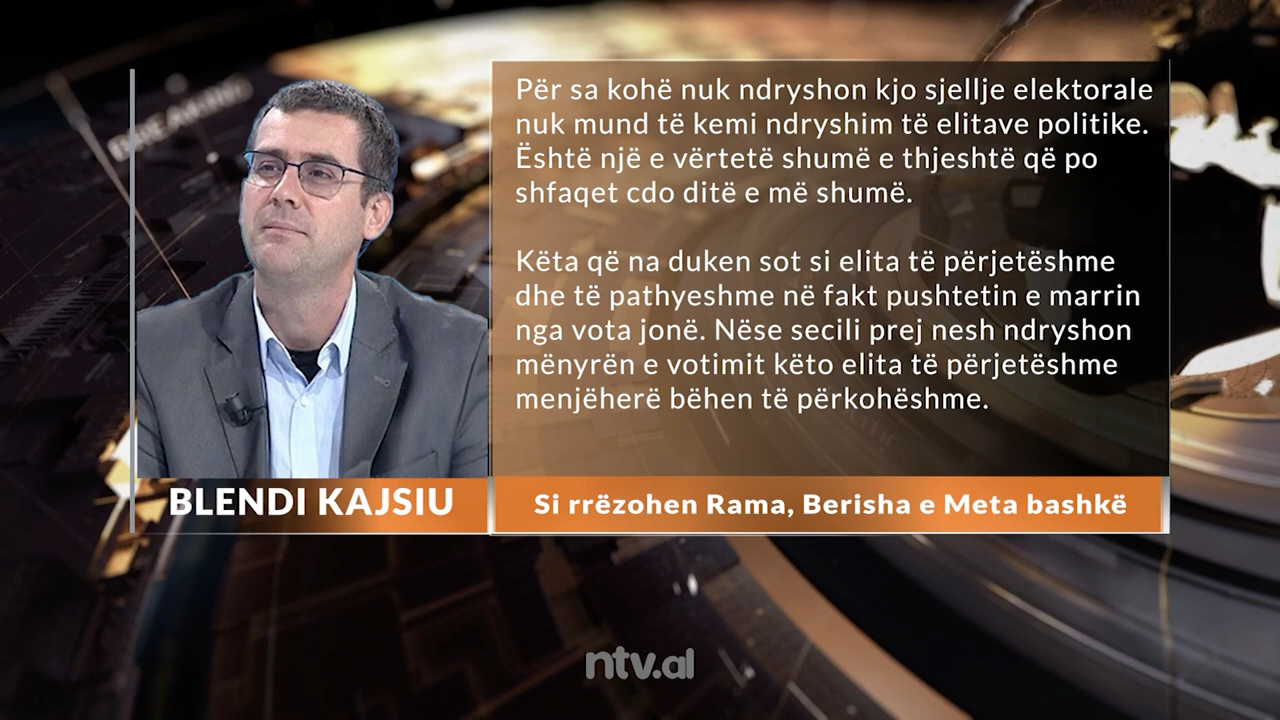 BREAKING
Për sa kohë nuk ndryshon kjo sjellje elektorale
nuk mund të kemi ndryshim të elitave politike.
Është një e vërtetë shumë e thjeshtë që po
shfaqet cdo ditë e më shumë.
Këta që na duken sot si elita të përjetëshme
dhe të pathyeshme në fakt pushtetin e marrin
nga vota jonë. Nëse secili prej nesh ndryshon
mënyrën e votimit këto elita të përjetëshme
menjëherë bëhen të përkohëshme.
BLENDI KAJSIU
Si rrëzohen Rama, Berisha e Meta bashkë
ntv.al